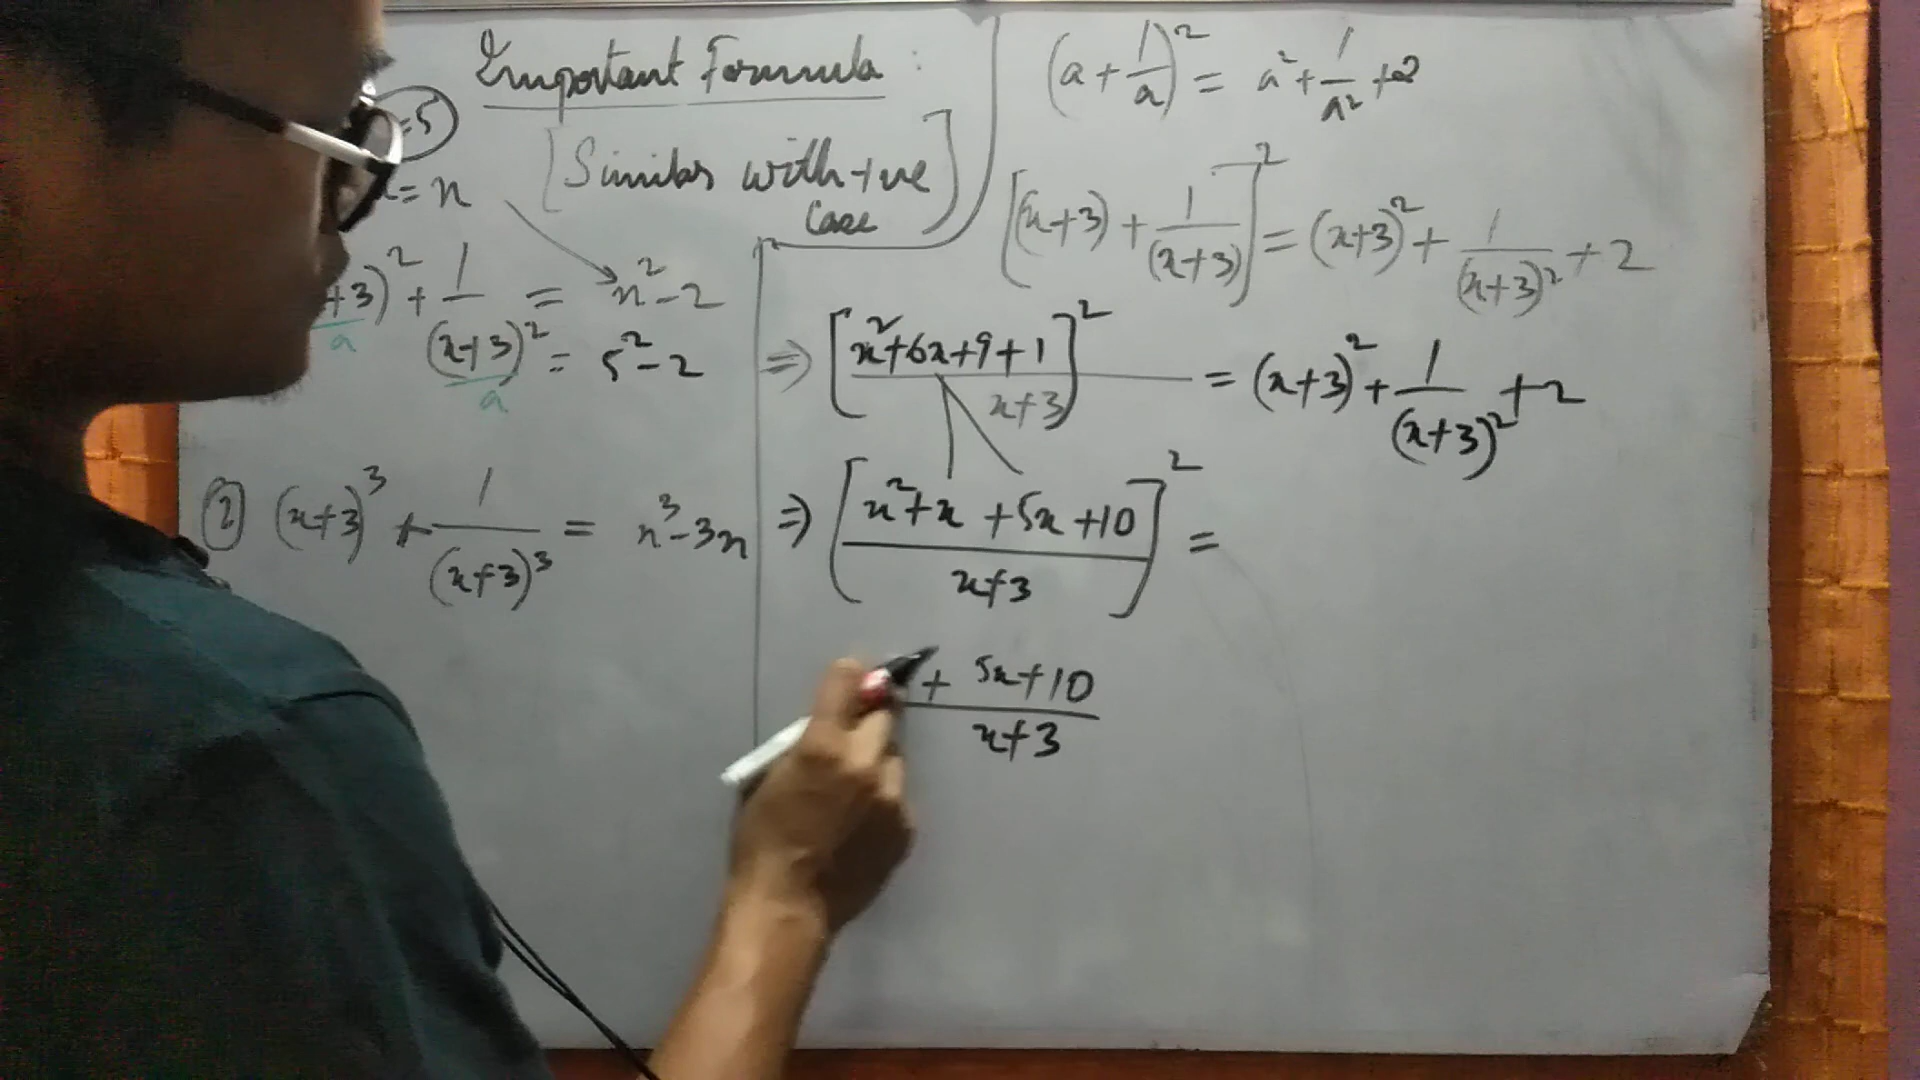 Important Formula :
[Similar with +ve
case]
=5
= n
+3)² + 1/(x+3)² = n² - 2
a a
= 5² - 2
② (x+3)³ + 1/(x+3)³ = n³ - 3n
(a + 1/a)² = a² + 1/a² + 2
[(x+3) + 1/(x+3)]² = (x+3)² + 1/(x+3)² + 2
⇒ [x² + 6x + 9 + 1 / x+3]² = (x+3)² + 1/(x+3)² + 2
⇒ [x² + x + 5x + 10 / x+3]² =
+ 5x + 10 / x+3